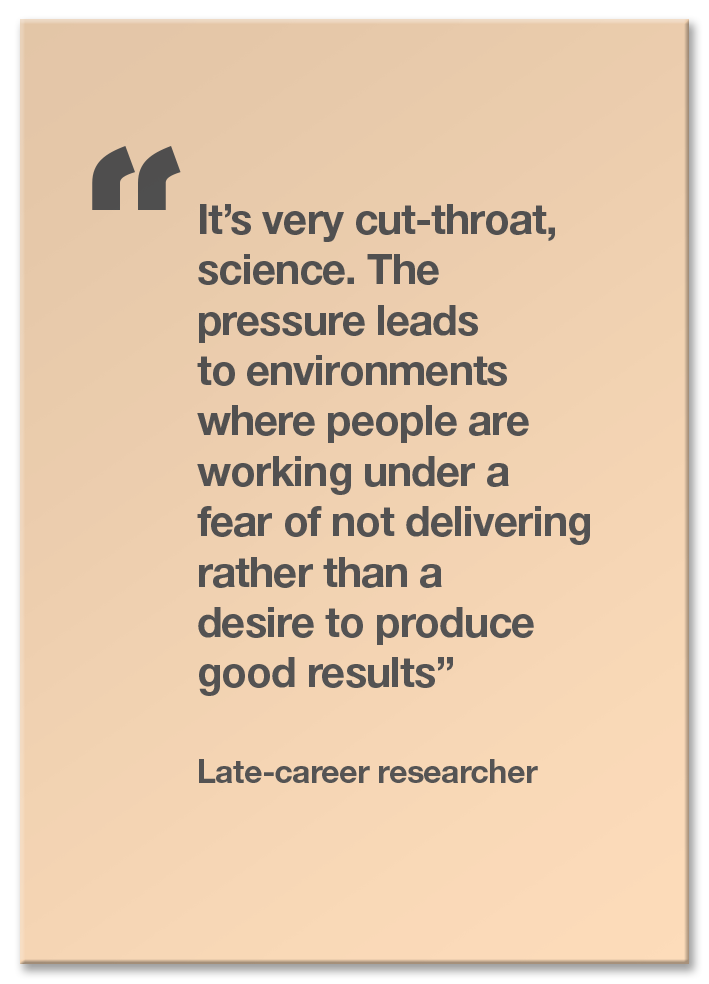 “It’s very cut-throat,
science. The
pressure leads
to environments
where people are
working under a
fear of not delivering
rather than a
desire to produce
good results”
Late-career researcher